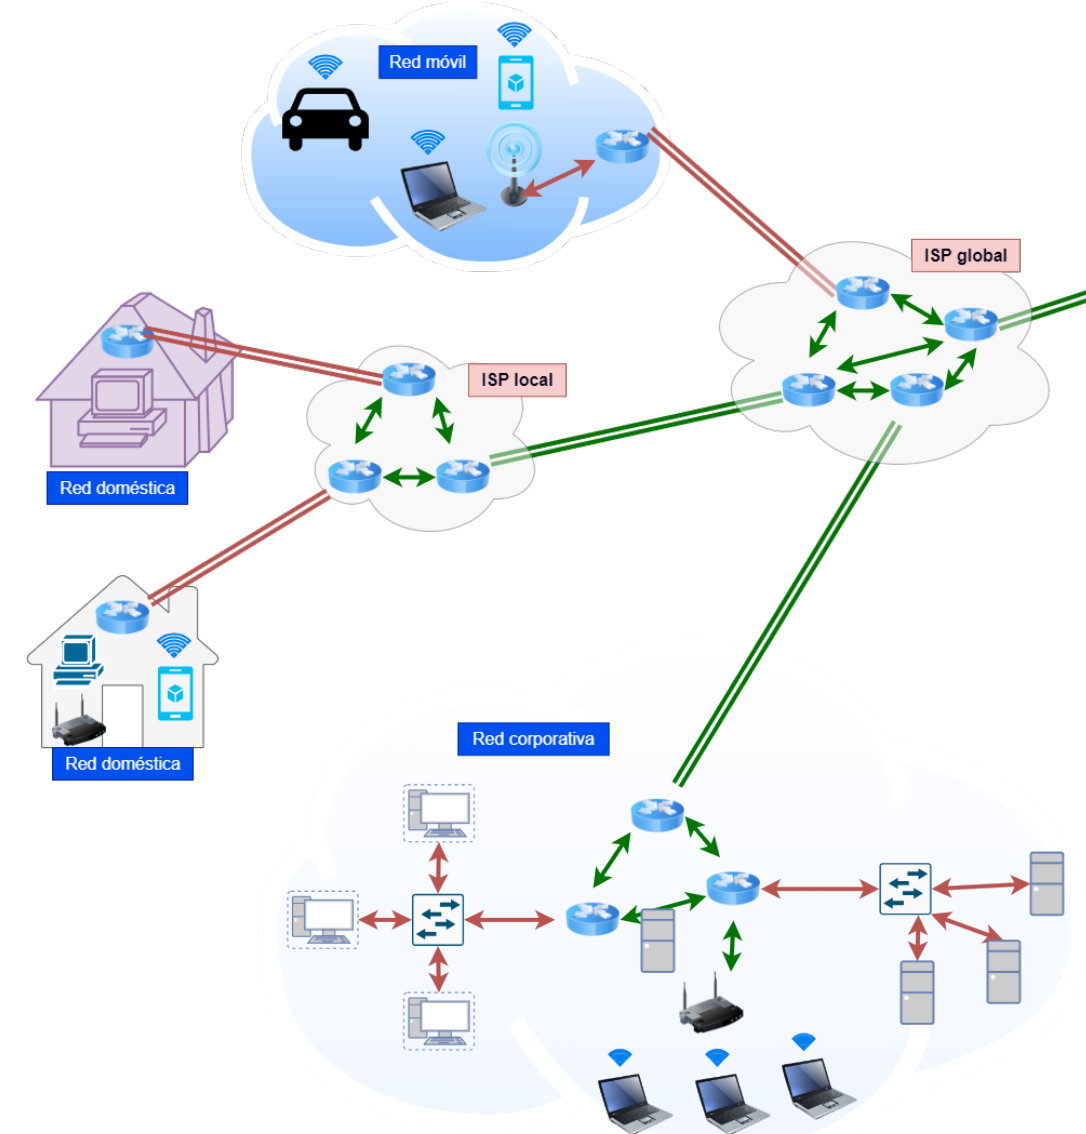 Red móvil
ISP global
ISP local
Red doméstica
Red doméstica
Red corporativa